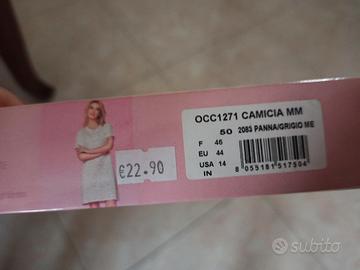 OCC1271 CAMICIA MM
50 2083 PANNA/GRIGIO ME
F 46
EU 44
USA 14
IN
8 055181 517504
€22.90
subito